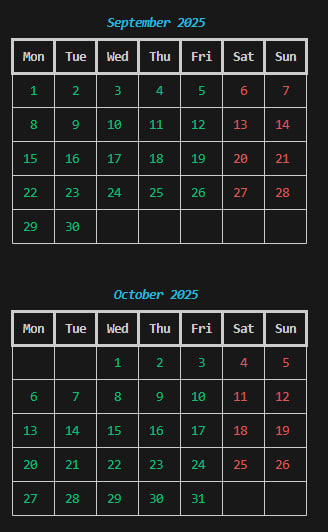 September 2025
Mon Tue Wed Thu Fri Sat Sun
1 2 3 4 5 6 7
8 9 10 11 12 13 14
15 16 17 18 19 20 21
22 23 24 25 26 27 28
29 30
October 2025
Mon Tue Wed Thu Fri Sat Sun
1 2 3 4 5
6 7 8 9 10 11 12
13 14 15 16 17 18 19
20 21 22 23 24 25 26
27 28 29 30 31